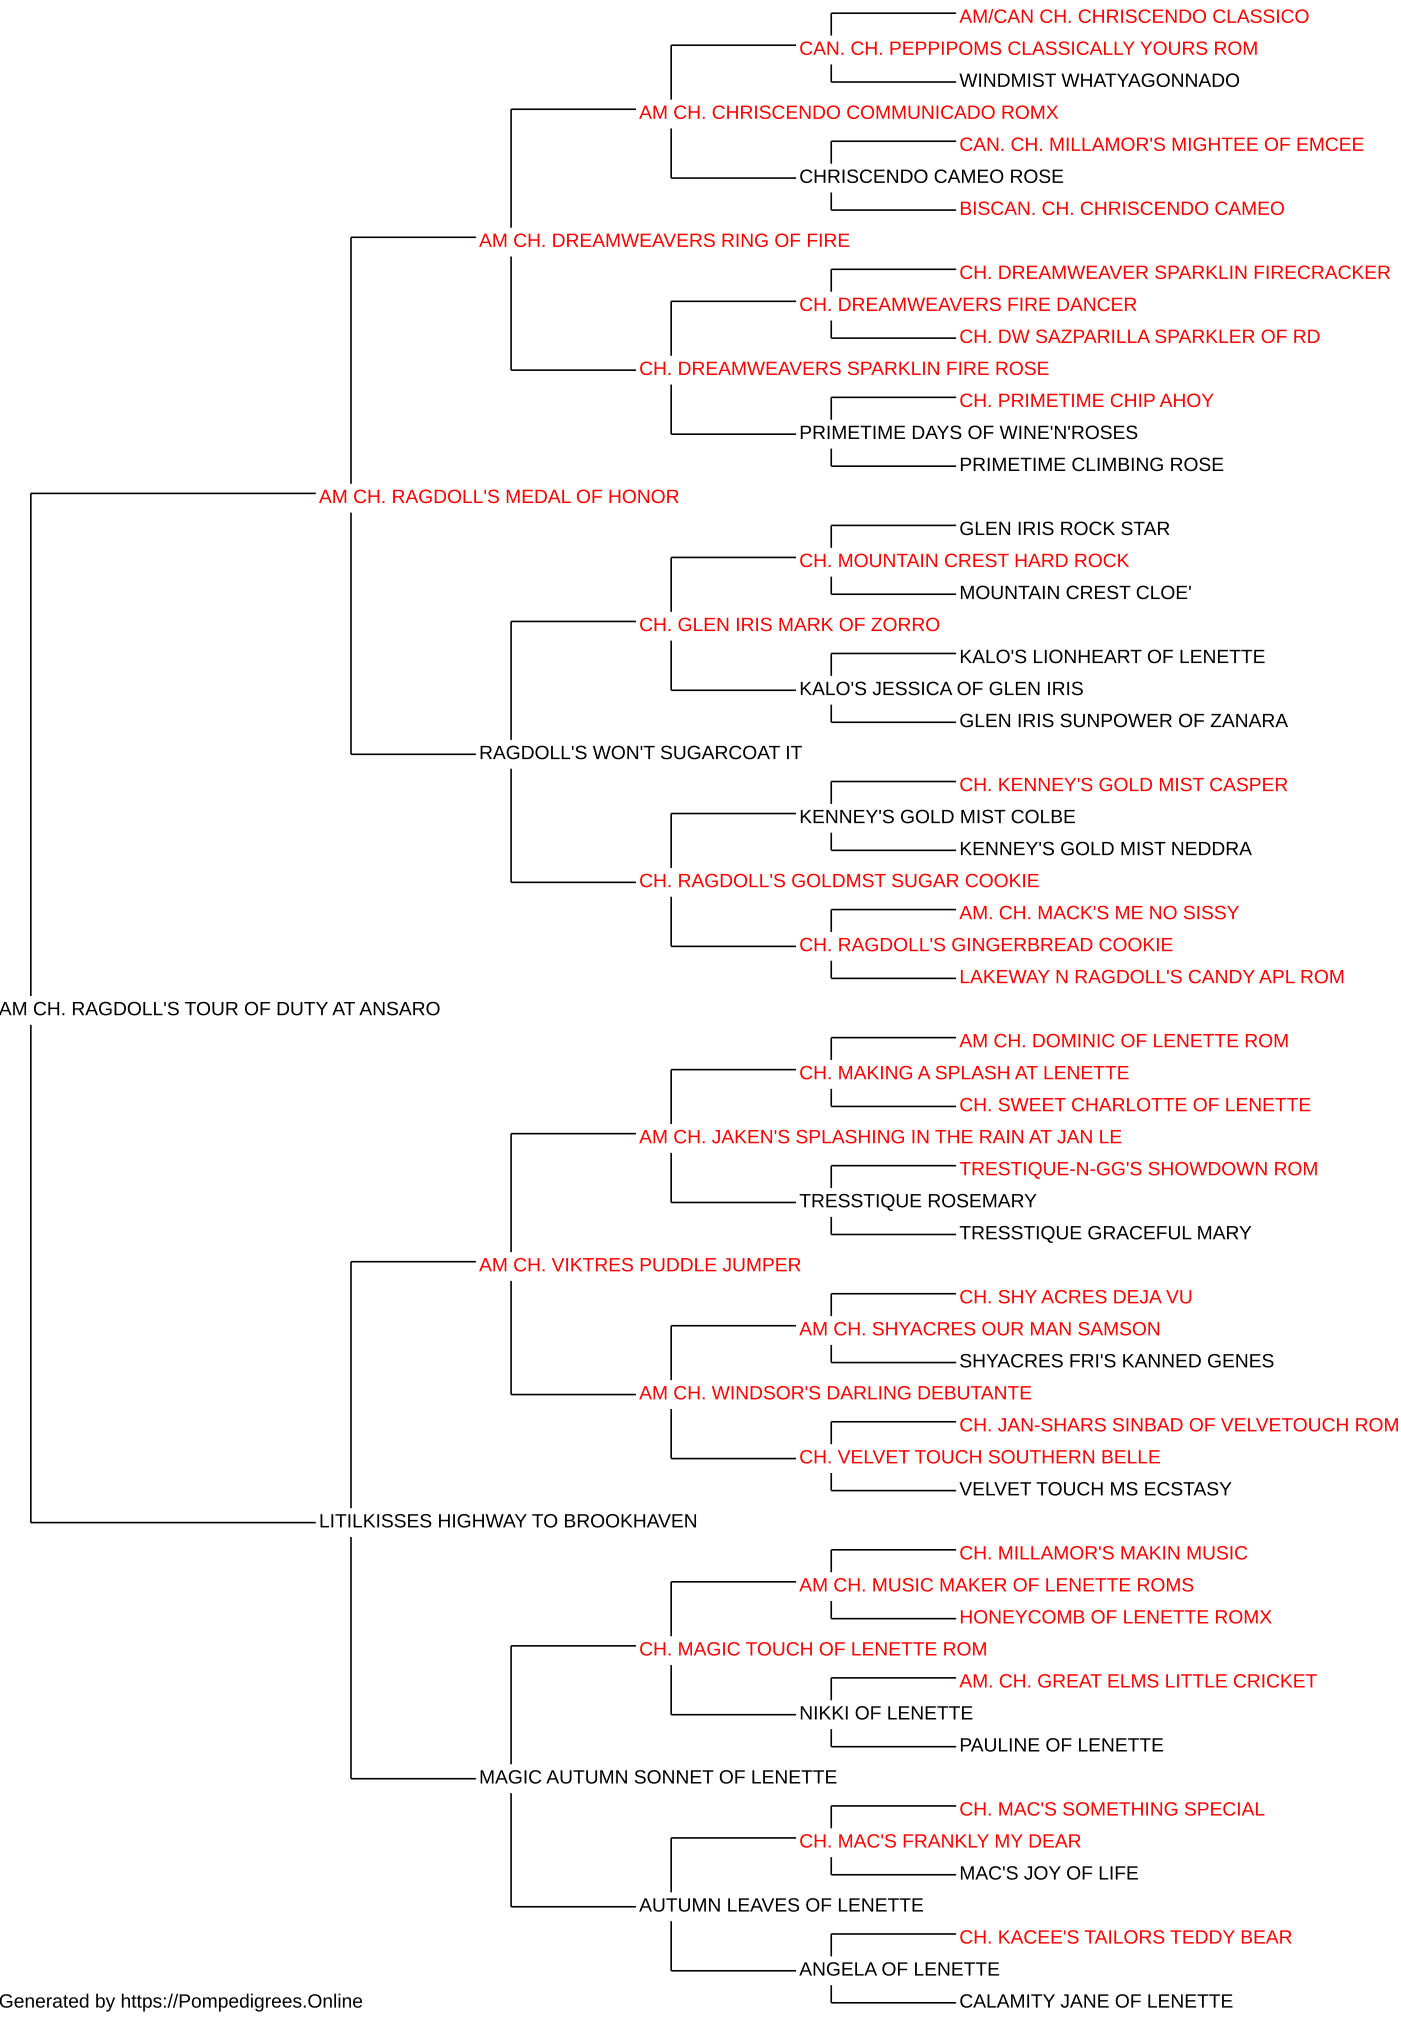 AM/CAN CH. CHRISCENDO CLASSICO
CAN. CH. PEPPIPOMS CLASSICALLY YOURS ROM
WINDMIST WHATYAGONNADO
AM CH. CHRISCENDO COMMUNICADO ROMX
CAN. CH. MILLAMOR'S MIGHTEE OF EMCEE
CHRISCENDO CAMEO ROSE
BISCAN. CH. CHRISCENDO CAMEO
AM CH. DREAMWEAVERS RING OF FIRE
CH. DREAMWEAVER SPARKLIN FIRECRACKER
CH. DREAMWEAVERS FIRE DANCER
CH. DW SAZPARILLA SPARKLER OF RD
CH. DREAMWEAVERS SPARKLIN FIRE ROSE
CH. PRIMETIME CHIP AHOY
PRIMETIME DAYS OF WINE'N'ROSES
PRIMETIME CLIMBING ROSE
AM CH. RAGDOLL'S MEDAL OF HONOR
GLEN IRIS ROCK STAR
CH. MOUNTAIN CREST HARD ROCK
MOUNTAIN CREST CLOE'
CH. GLEN IRIS MARK OF ZORRO
KALO'S LIONHEART OF LENETTE
KALO'S JESSICA OF GLEN IRIS
GLEN IRIS SUNPOWER OF ZANARA
RAGDOLL'S WON'T SUGARCOAT IT
CH. KENNEY'S GOLD MIST CASPER
KENNEY'S GOLD MIST COLBE
KENNEY'S GOLD MIST NEDDRA
CH. RAGDOLL'S GOLDMST SUGAR COOKIE
AM. CH. MACK'S ME NO SISSY
CH. RAGDOLL'S GINGERBREAD COOKIE
LAKEWAY N RAGDOLL'S CANDY APL ROM
AM CH. RAGDOLL'S TOUR OF DUTY AT ANSARO
AM CH. DOMINIC OF LENETTE ROM
CH. MAKING A SPLASH AT LENETTE
CH. SWEET CHARLOTTE OF LENETTE
AM CH. JAKEN'S SPLASHING IN THE RAIN AT JAN LE
TRESTIQUE-N-GG'S SHOWDOWN ROM
TRESSTIQUE ROSEMARY
TRESSTIQUE GRACEFUL MARY
AM CH. VIKTRES PUDDLE JUMPER
CH. SHY ACRES DEJA VU
AM CH. SHYACRES OUR MAN SAMSON
SHYACRES FRI'S KANNED GENES
AM CH. WINDSOR'S DARLING DEBUTANTE
CH. JAN-SHARS SINBAD OF VELVETOUCH ROM
CH. VELVET TOUCH SOUTHERN BELLE
VELVET TOUCH MS ECSTASY
LITILKISSES HIGHWAY TO BROOKHAVEN
CH. MILLAMOR'S MAKIN MUSIC
AM CH. MUSIC MAKER OF LENETTE ROMS
HONEYCOMB OF LENETTE ROMX
CH. MAGIC TOUCH OF LENETTE ROM
AM. CH. GREAT ELMS LITTLE CRICKET
NIKKI OF LENETTE
PAULINE OF LENETTE
MAGIC AUTUMN SONNET OF LENETTE
CH. MAC'S SOMETHING SPECIAL
CH. MAC'S FRANKLY MY DEAR
MAC'S JOY OF LIFE
AUTUMN LEAVES OF LENETTE
CH. KACEE'S TAILORS TEDDY BEAR
ANGELA OF LENETTE
CALAMITY JANE OF LENETTE
Generated by https://Pompedigrees.Online